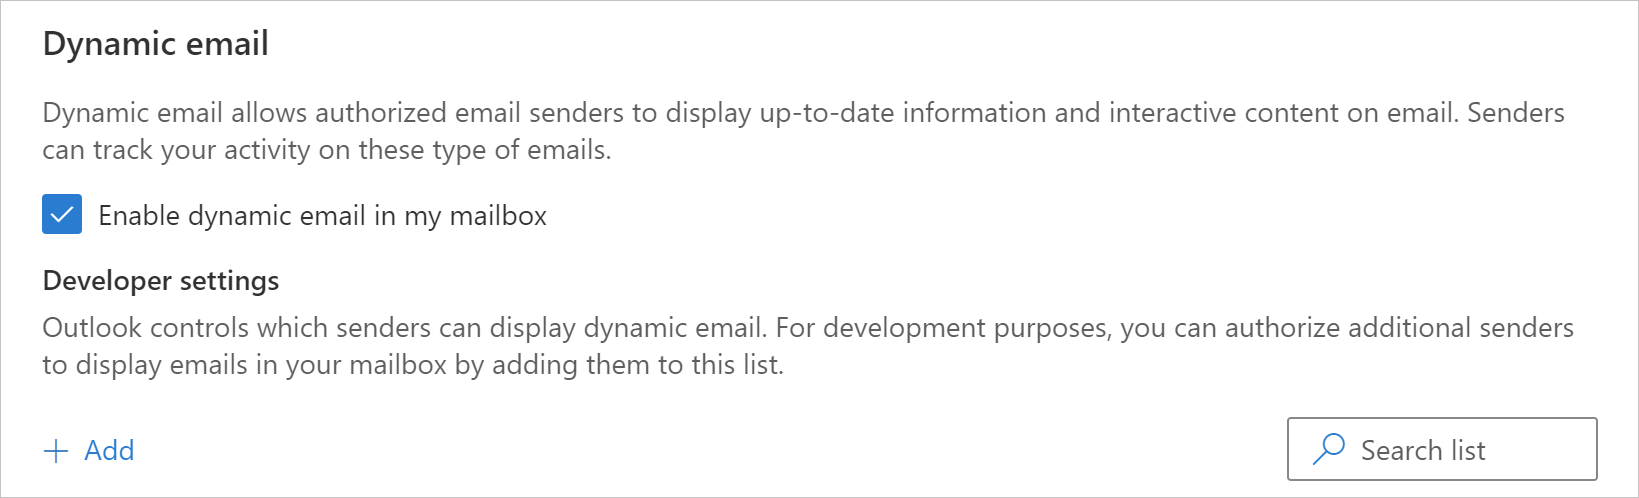 Dynamic email
Dynamic email allows authorized email senders to display up-to-date information and interactive content on email. Senders
can track your activity on these type of emails.
Enable dynamic email in my mailbox
Developer settings
Outlook controls which senders can display dynamic email. For development purposes, you can authorize additional senders
to display emails in your mailbox by adding them to this list.
Add
Search list